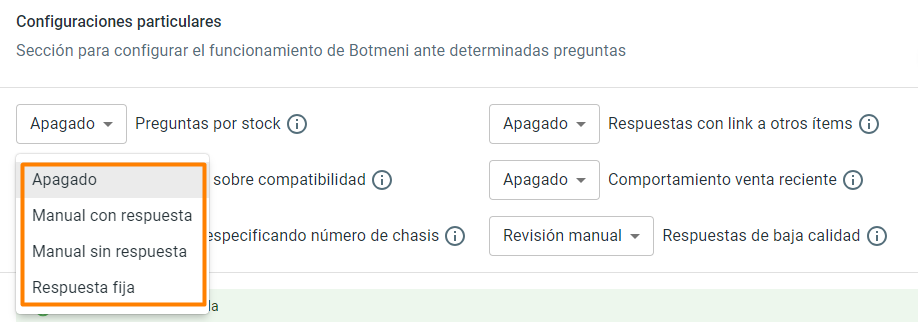 Configuraciones particulares
Sección para configurar el funcionamiento de Botmeni ante determinadas preguntas
Apagado Preguntas por stock
Apagado Respuestas con link a otros ítems
Apagado
Manual con respuesta
Manual sin respuesta
Respuesta fija
sobre compatibilidad
Apagado Comportamiento venta reciente
especificando número de chasis
Revisión manual Respuestas de baja calidad